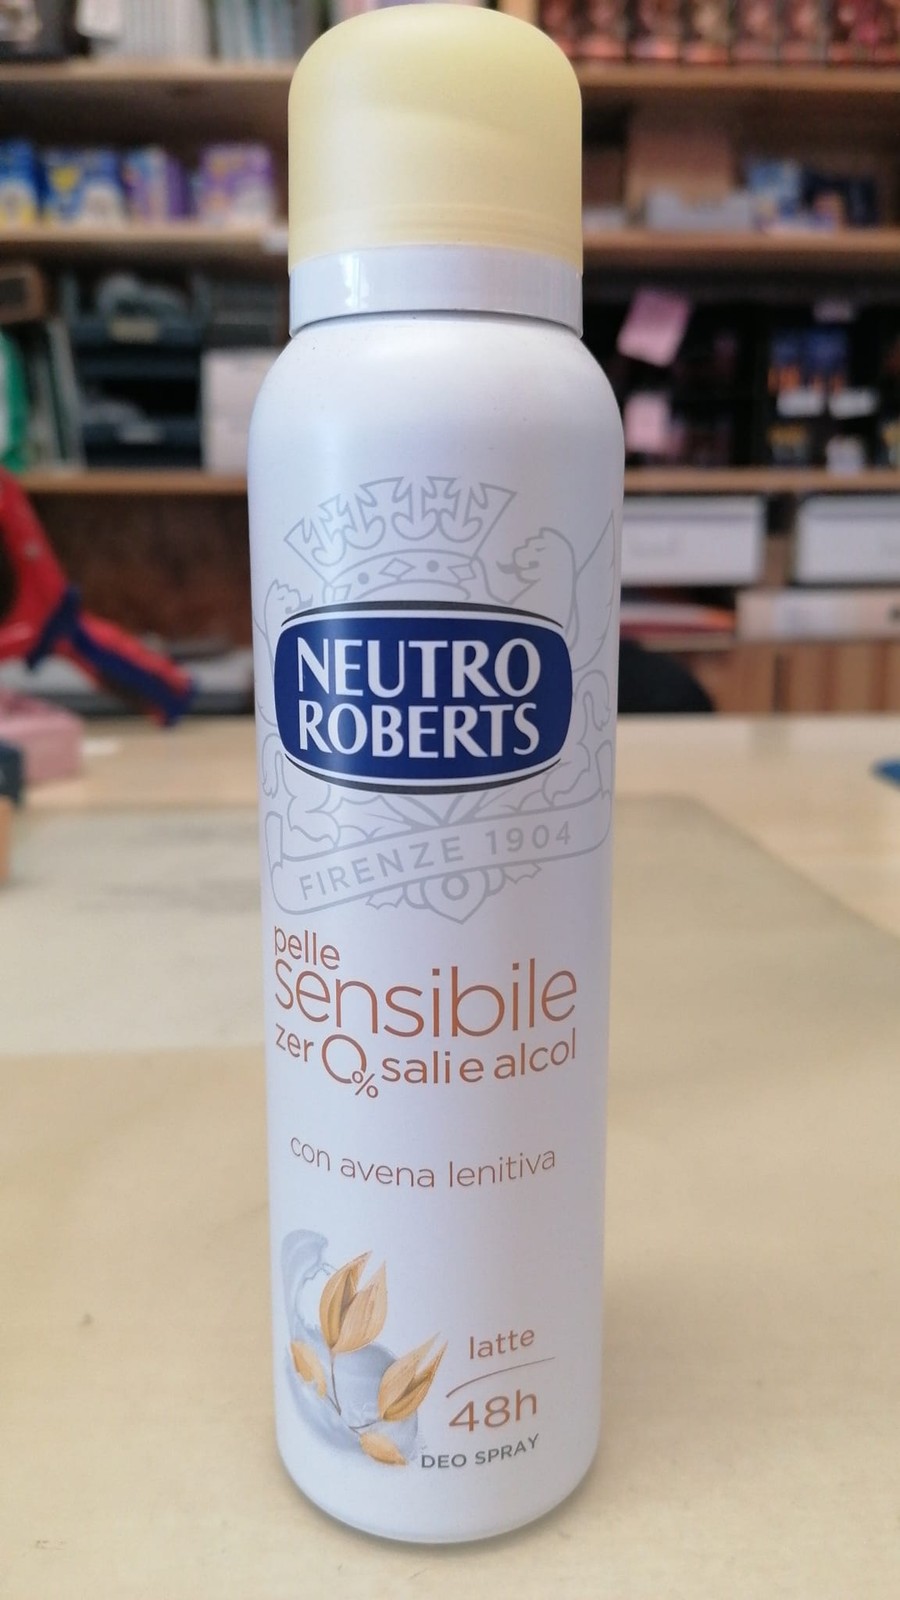 NEUTRO
ROBERTS
FIRENZE 1904
pelle
sensibile
zer0% sali e alcol
con avena lenitiva
latte
48h
DEO SPRAY